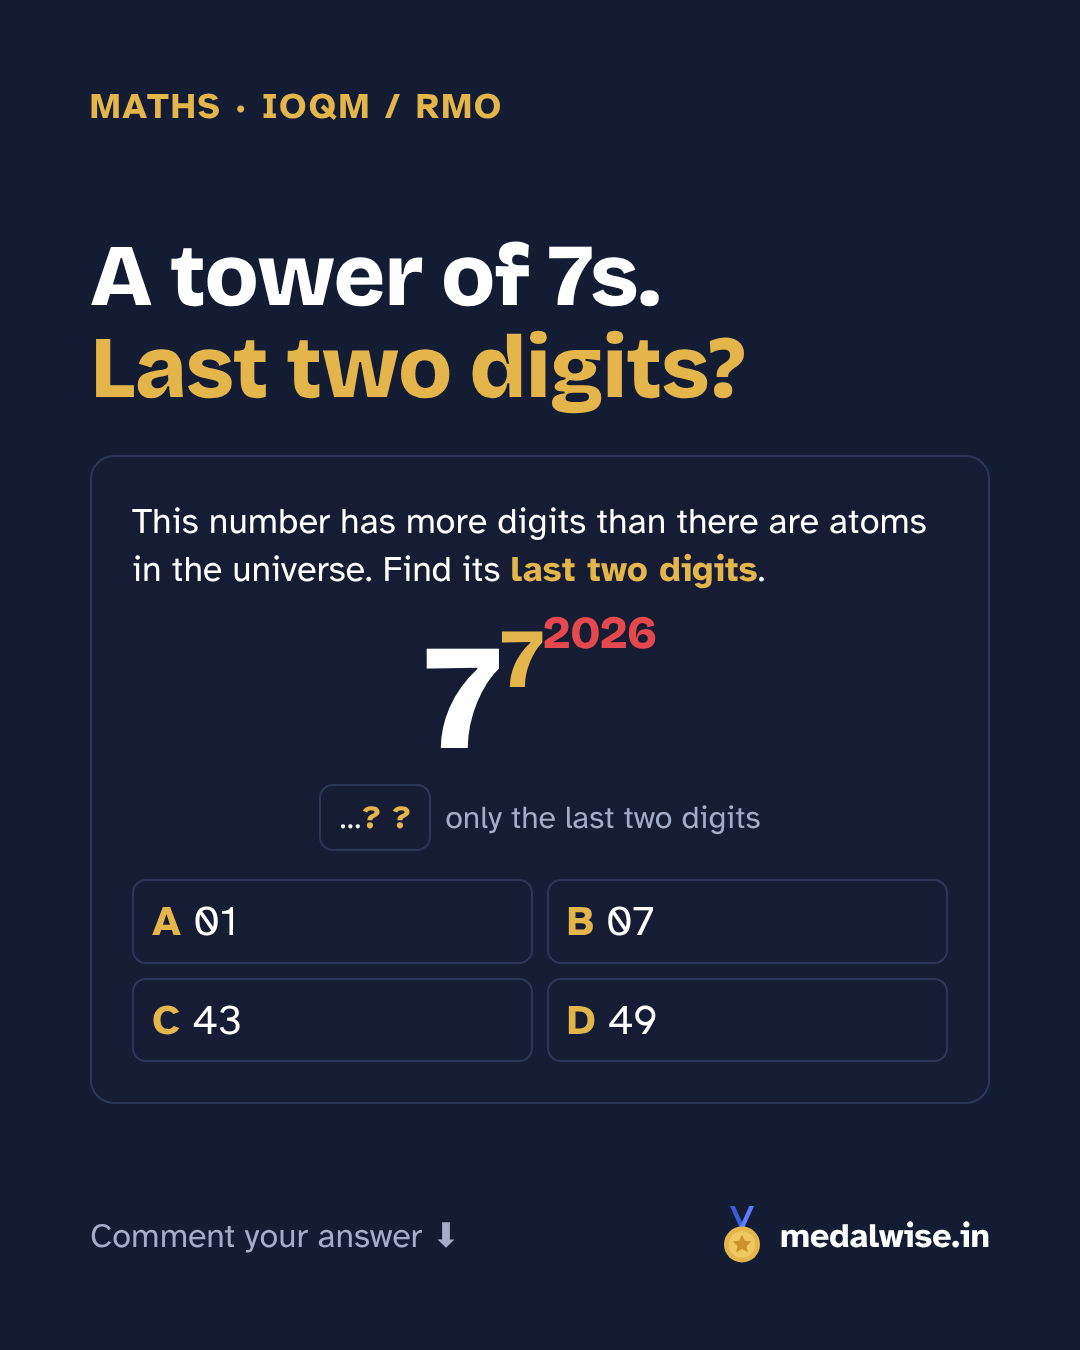 MATHS · IOQM / RMO
A tower of 7s.
Last two digits?
This number has more digits than there are atoms
in the universe. Find its last two digits.
7^7^2026
...? ? only the last two digits
A 01
B 07
C 43
D 49
Comment your answer ⬇
medalwise.in